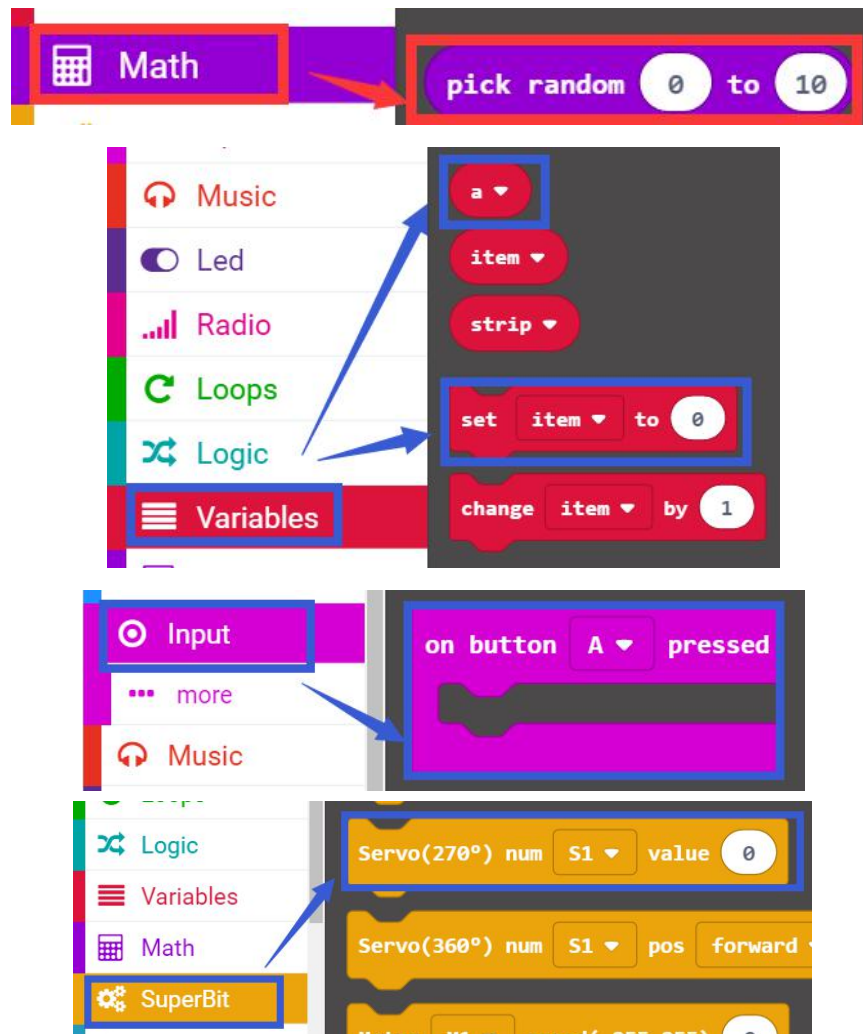 Math
pick random 0 to 10
Music
a
Led
item
Radio
strip
Loops
set item to 0
Logic
Variables
change item by 1
Input
on button A pressed
more
Music
Logic
Servo(270°) num S1 value 0
Variables
Math
Servo(360°) num S1 pos forward
SuperBit